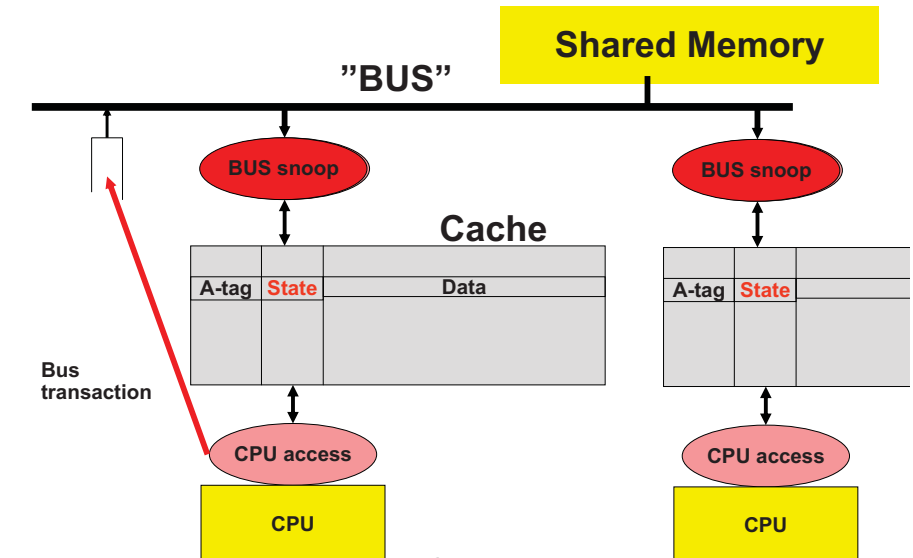 Shared Memory
”BUS”
BUS snoop
BUS snoop
Cache
A-tag State Data
A-tag State
Bus
transaction
CPU access
CPU access
CPU
CPU